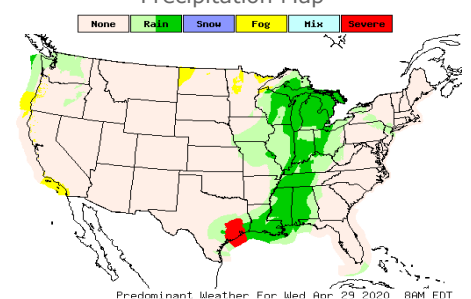 Precipitation Map
None Rain Snow Fog Mix Severe
Predominant Weather For Wed Apr 29 2020 8AM EDT